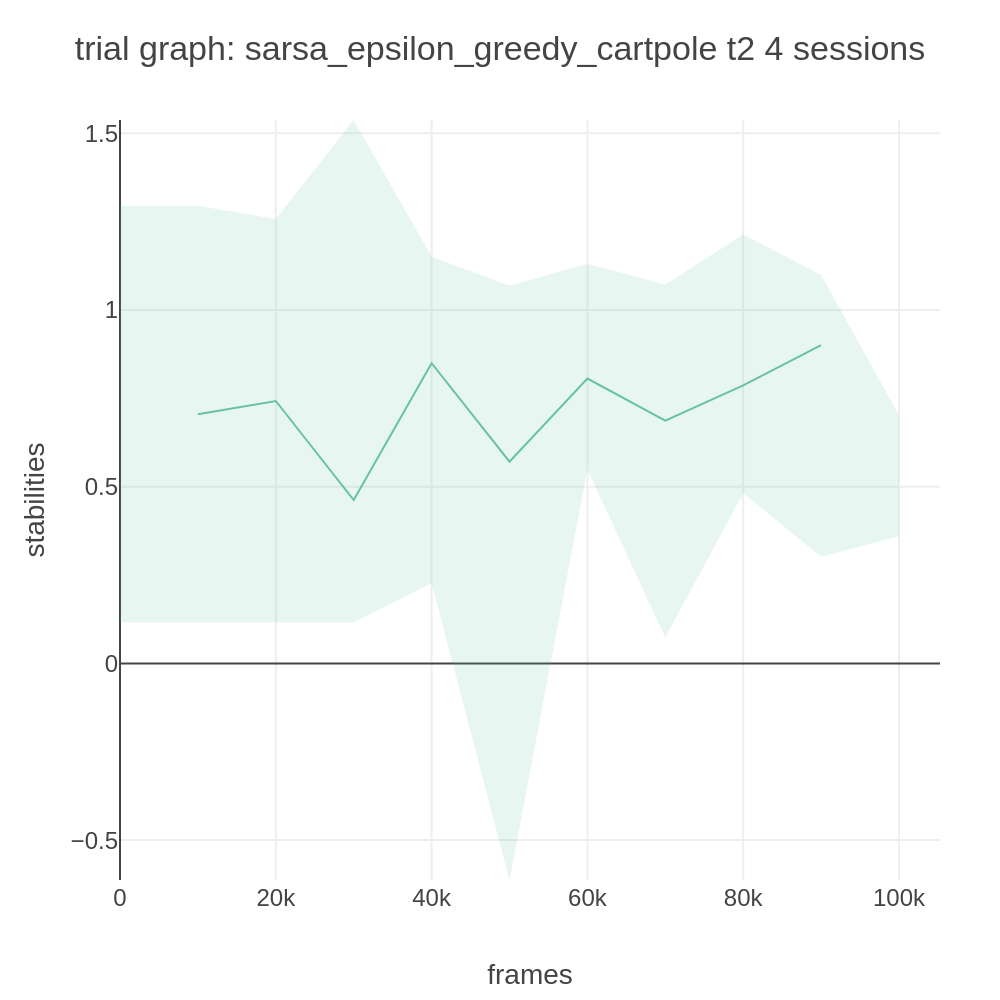 trial graph: sarsa_epsilon_greedy_cartpole t2 4 sessions
1.5
1
0.5
0
−0.5
stabilities
0 20k 40k 60k 80k 100k
frames